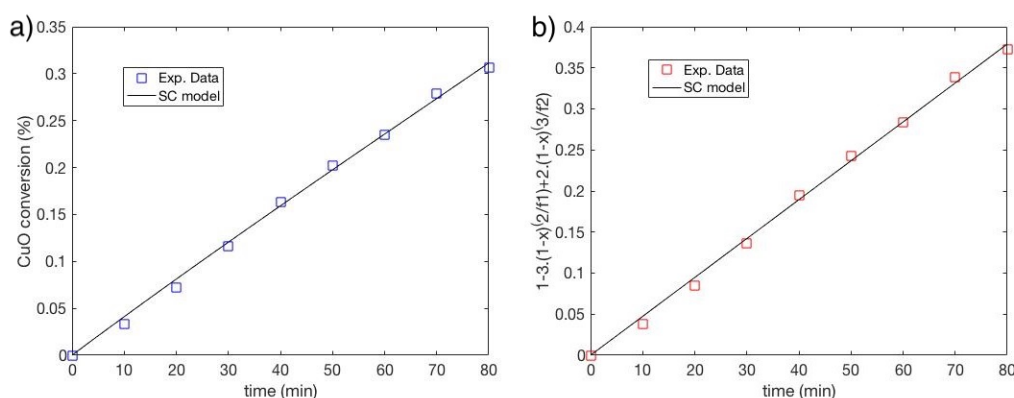 a)
0.35
0.3
0.25
0.2
0.15
0.1
0.05
0
CuO conversion (%)
Exp. Data
SC model
0 10 20 30 40 50 60 70 80
time (min)
b)
0.4
0.35
0.3
0.25
0.2
0.15
0.1
0.05
0
1-3.(1-x)(2/f1)+2.(1-x)(3/f2)
Exp. Data
SC model
0 10 20 30 40 50 60 70 80
time (min)